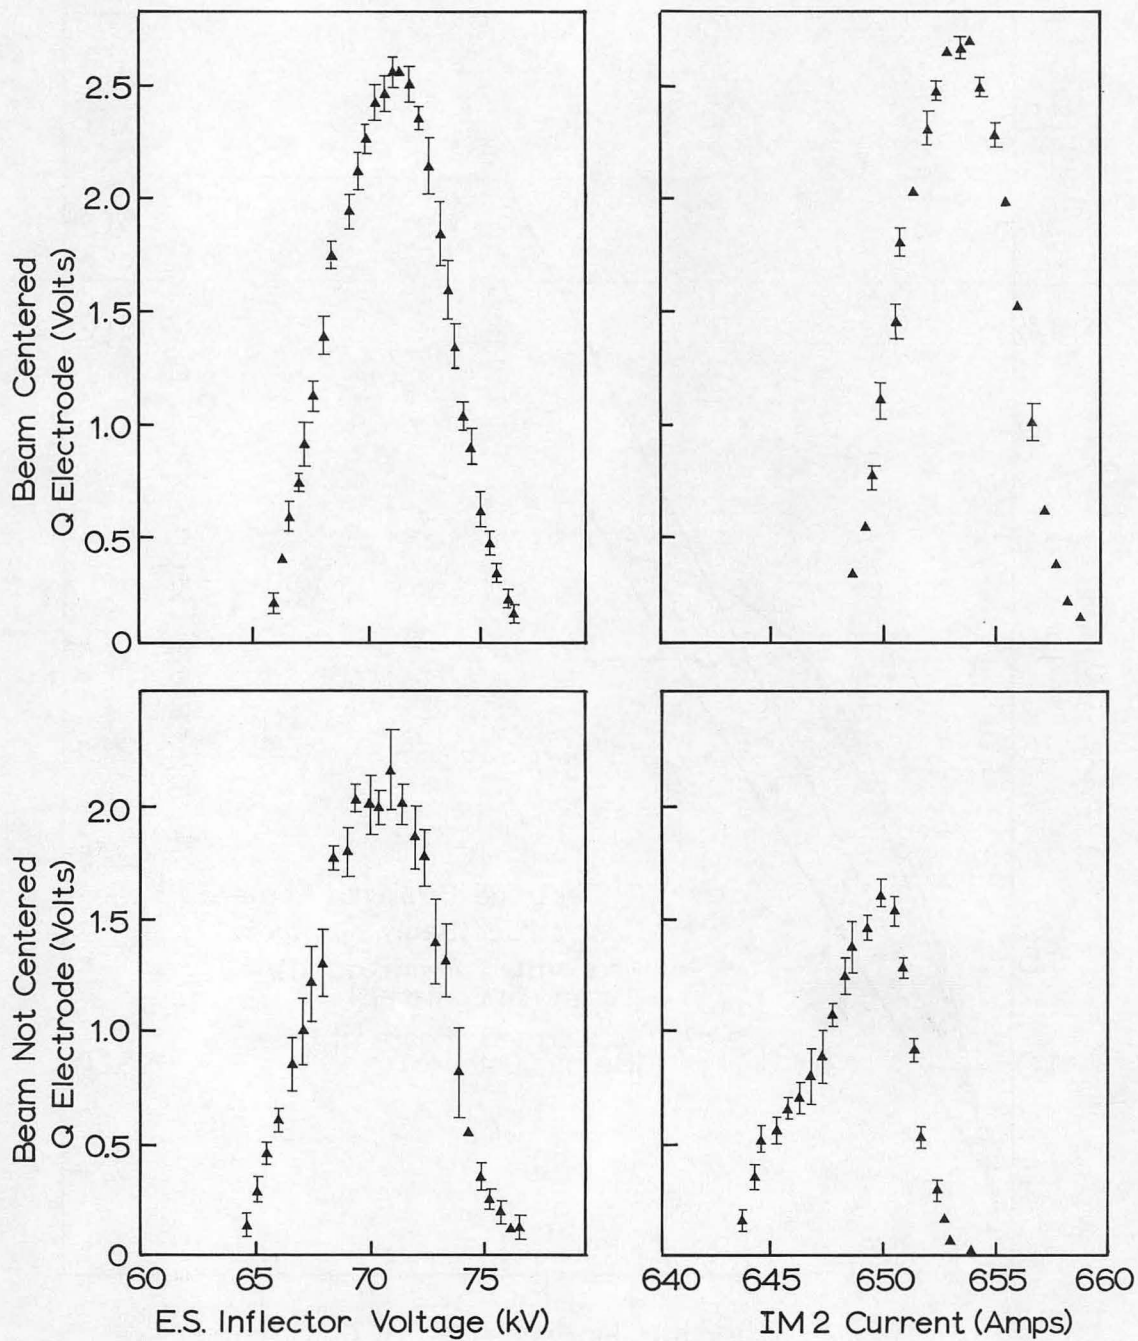 Beam Centered
Q Electrode (Volts)
2.5
2.0
1.5
1.0
0.5
0
Beam Not Centered
Q Electrode (Volts)
2.0
1.5
1.0
0.5
0
60 65 70 75
640 645 650 655 660
E.S. Inflector Voltage (kV)
IM 2 Current (Amps)